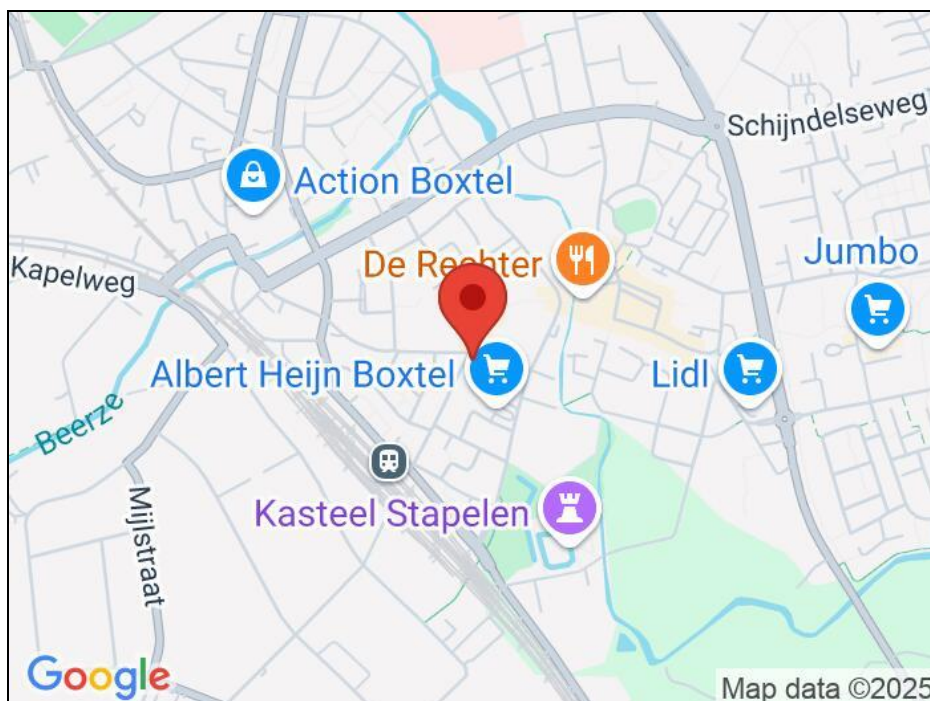 Schijndelseweg
Action Boxtel
De Rechter
Jumbo
Kapelweg
Albert Heijn Boxtel
Lidl
Beerze
Kasteel Stapelen
Mijlstraat
Google
Map data ©2025